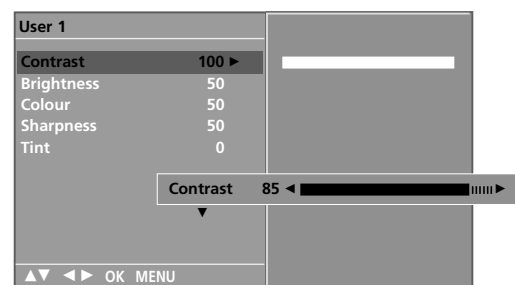 User 1
Contrast 100 ►
Brightness 50
Colour 50
Sharpness 50
Tint 0
Contrast 85 ◄ ►
▼
▲▼ ◄► OK MENU